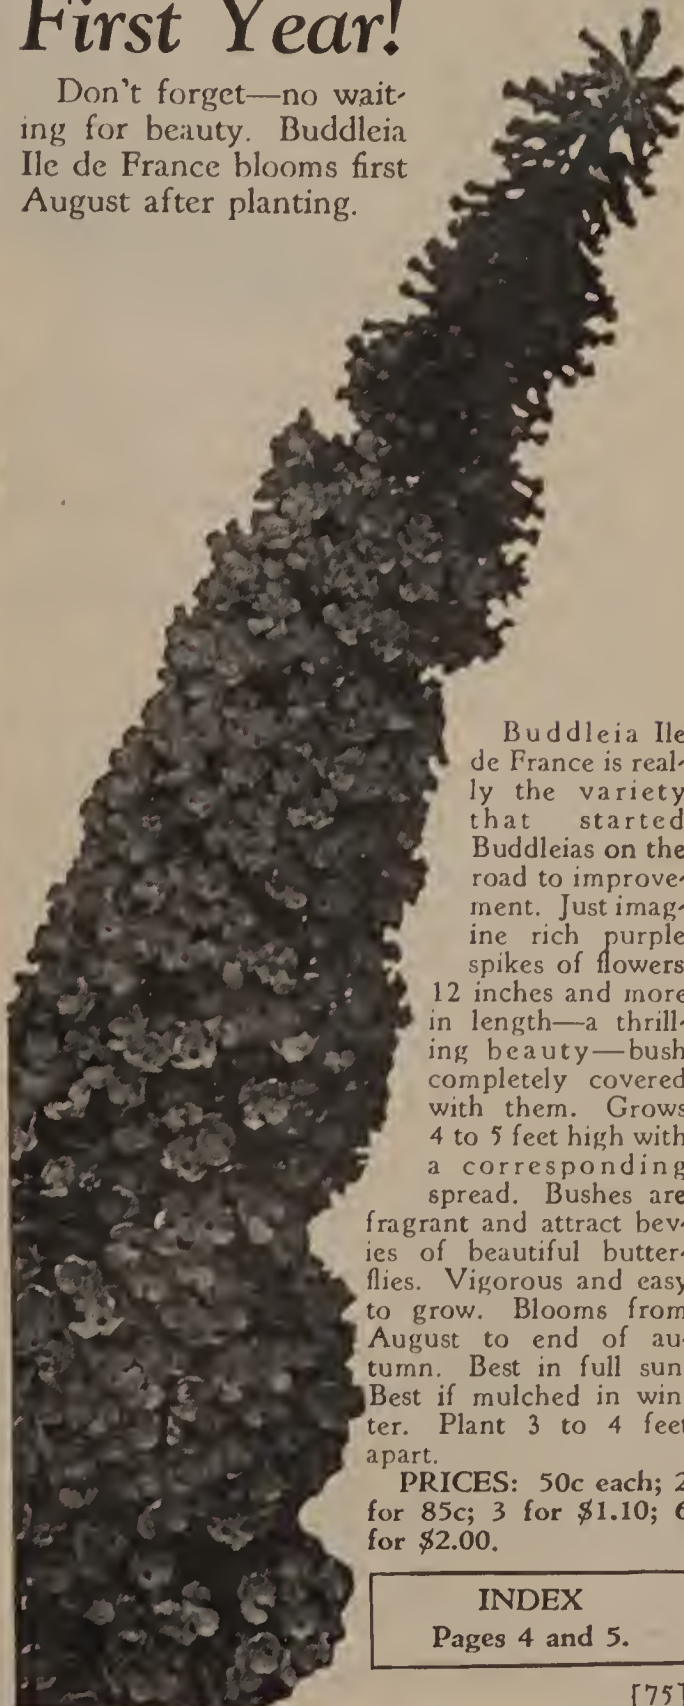 First Year!
Don't forget—no wait-
ing for beauty. Buddleia
Ile de France blooms first
August after planting.
Buddleia Ile
de France is real-
ly the variety
that started
Buddleias on the
road to improve-
ment. Just imag-
ine rich purple
spikes of flowers
12 inches and more
in length—a thrill-
ing beauty—bush
completely covered
with them. Grows
4 to 5 feet high with
a corresponding
spread. Bushes are
fragrant and attract bev-
ies of beautiful butter-
flies. Vigorous and easy
to grow. Blooms from
August to end of au-
tumn. Best in full sun
Best if mulched in win
ter. Plant 3 to 4 feet
apart.
PRICES: 50c each; 2
for 85c; 3 for $1.10; 6
for $2.00.
INDEX
Pages 4 and 5.
[75]